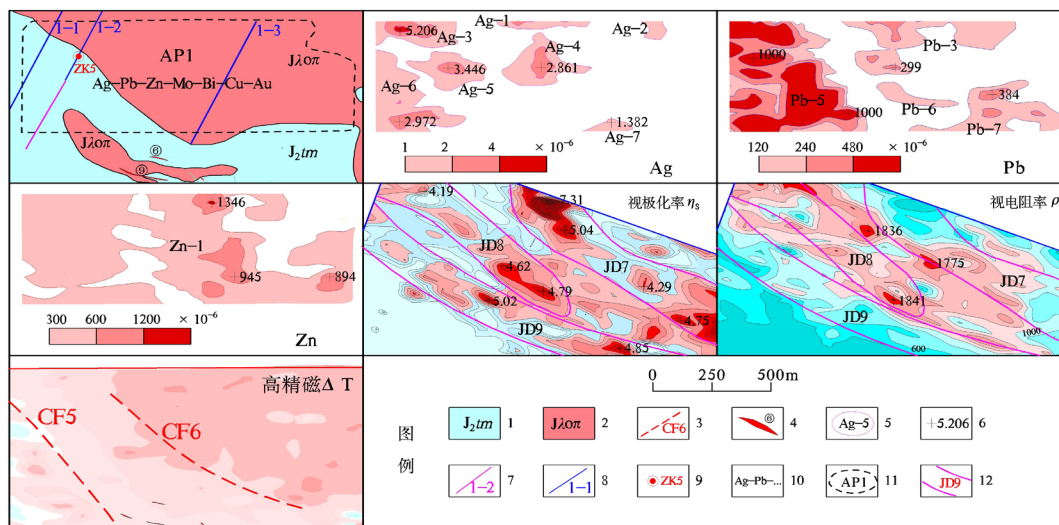 1-1
1-2
1-3
ZK5
AP1
Jλοπ
Ag-Pb-Zn-Mo-Bi-Cu-Au
Jλοπ
⑥
⑨
J₂tm
Ag-1
Ag-2
5.206
Ag-3
Ag-4
3.446
2.861
Ag-6
Ag-5
2.972
1.382
Ag-7
1 2 4 ×10⁻⁶
Ag
1000
Pb-3
299
Pb-5
Pb-6
384
1000
Pb-7
120 240 480 ×10⁻⁶
Pb
1346
Zn-1
945
894
300 600 1200 ×10⁻⁶
Zn
4.19
7.31
视极化率 ηs
5.04
JD8
4.62
JD7
4.79
4.29
5.02
JD9
4.75
4.85
视电阻率 ρ
1836
JD8
1775
JD7
1841
JD9
1000
600
高精磁Δ T
CF5
CF6
0 250 500m
图例
J₂tm 1
Jλοπ 2
CF6 3
⑥ 4
Ag-5 5
5.206 6
1-2 7
1-1 8
ZK5 9
Ag-Pb-... 10
AP1 11
JD9 12